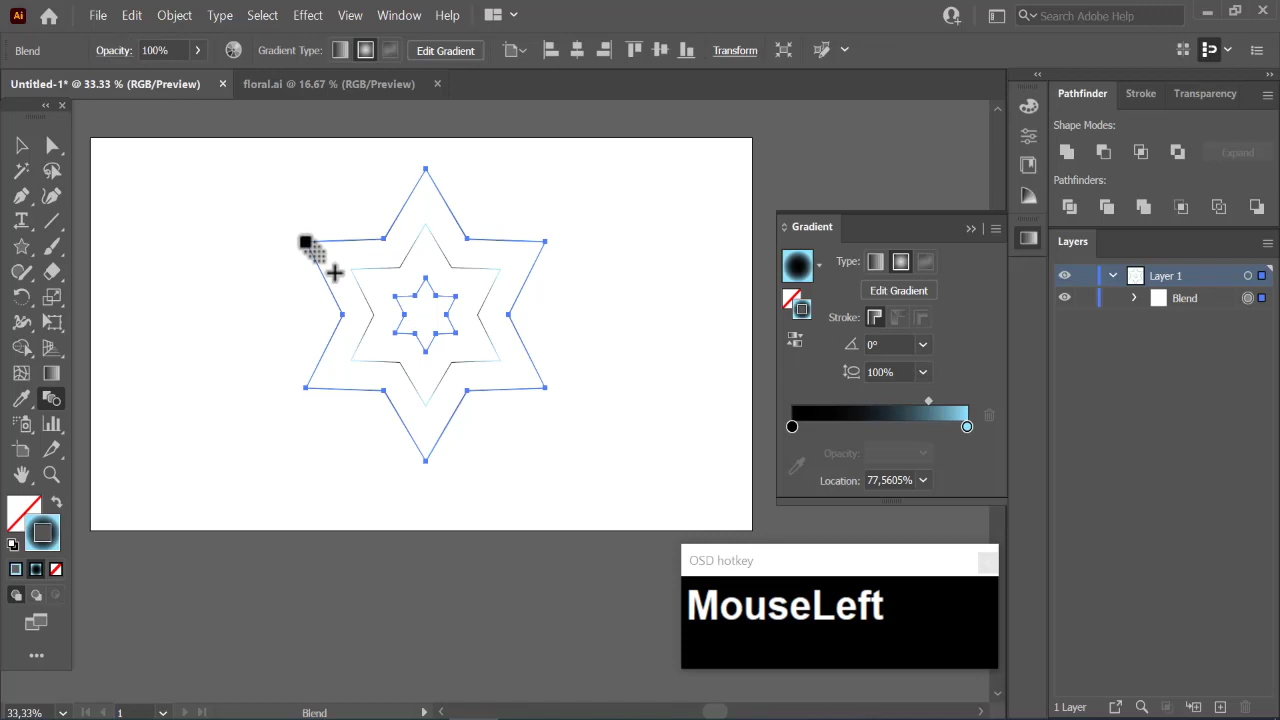 Ai File Edit Object Type Select Effect View Window Help Search Adobe Help
Blend Opacity: 100% Gradient Type: Edit Gradient Transform
Untitled-1* @ 33.33 % (RGB/Preview) × floral.ai @ 16.67 % (RGB/Preview) ×
Pathfinder Stroke Transparency
Shape Modes:
Expand
Pathfinders:
Gradient
Type:
Edit Gradient
Stroke:
0°
100%
Opacity:
Location: 77,5605%
Layers
Layer 1
Blend
OSD hotkey
MouseLeft
33,33% 1 Blend 1 Layer